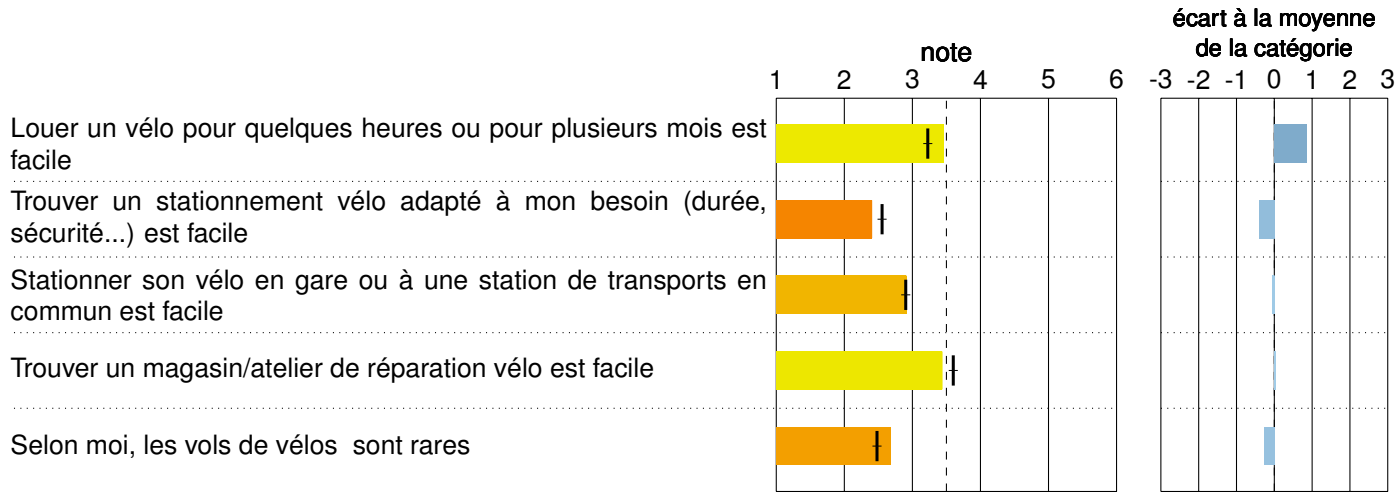 écart à la moyenne
note de la catégorie
1 2 3 4 5 6 -3 -2 -1 0 1 2 3
Louer un vélo pour quelques heures ou pour plusieurs mois est
facile
Trouver un stationnement vélo adapté à mon besoin (durée,
sécurité...) est facile
Stationner son vélo en gare ou à une station de transports en
commun est facile
Trouver un magasin/atelier de réparation vélo est facile
Selon moi, les vols de vélos sont rares